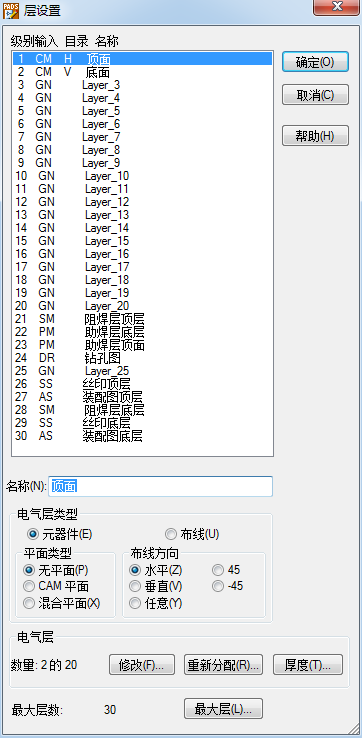 PADS 层设置
级别输入 目录 名称
1 CM H 顶面
2 CM V 底面
3 GN Layer_3
4 GN Layer_4
5 GN Layer_5
6 GN Layer_6
7 GN Layer_7
8 GN Layer_8
9 GN Layer_9
10 GN Layer_10
11 GN Layer_11
12 GN Layer_12
13 GN Layer_13
14 GN Layer_14
15 GN Layer_15
16 GN Layer_16
17 GN Layer_17
18 GN Layer_18
19 GN Layer_19
20 GN Layer_20
21 SM 阻焊层顶层
22 PM 助焊层底层
23 PM 助焊层顶面
24 DR 钻孔图
25 GN Layer_25
26 SS 丝印顶层
27 AS 装配图顶层
28 SM 阻焊层底层
29 SS 丝印底层
30 AS 装配图底层
确定(O)
取消(C)
帮助(H)
名称(N): 顶面
电气层类型
元器件(E) 布线(U)
平面类型
无平面(P)
CAM 平面
混合平面(X)
布线方向
水平(Z) 45
垂直(V) -45
任意(Y)
电气层
数量: 2 的 20 修改(F)... 重新分配(R)... 厚度(T)...
最大层数: 30 最大层(L)...